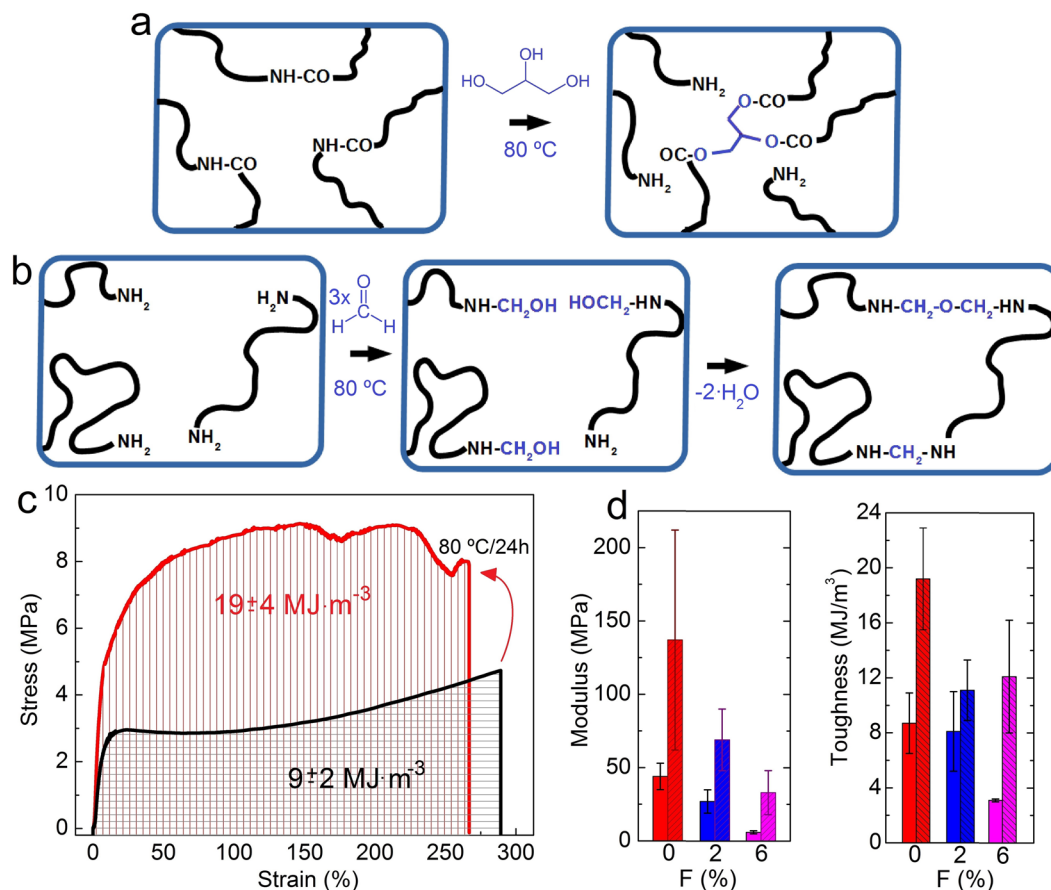 a
NH-CO
NH-CO
NH-CO
OH
HO OH
80 ºC
NH₂
O-CO
O-CO
OC-O
NH₂
NH₂
b
NH₂
H₂N
NH₂
NH₂
3x
O
H C H
80 ºC
NH-CH₂OH HOCH₂-HN
NH-CH₂OH
NH₂
-2·H₂O
NH-CH₂-O-CH₂-HN
NH-CH₂-NH
c
Stress (MPa)
10
8
6
4
2
0
80 ºC/24h
19±4 MJ·m⁻³
9±2 MJ·m⁻³
0 50 100 150 200 250 300
Strain (%)
d
Modulus (MPa)
200
150
100
50
0
0 2 6
F (%)
Toughness (MJ/m³)
24
20
16
12
8
4
0
0 2 6
F (%)